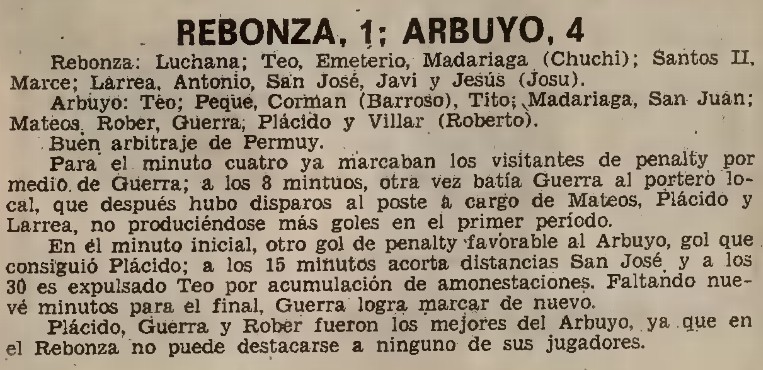 REBONZA, 1; ARBUYO, 4
Rebonza: Luchana; Teo, Emeterio, Madariaga (Chuchi); Santos II,
Marce; Larrea, Antonio, San José, Javi y Jesús (Josu).
Arbuyo: Teo; Peque, Corman (Barroso), Tito; Madariaga, San Juan;
Mateos, Rober, Guerra, Plácido y Villar (Roberto).
Buen arbitraje de Permuy.
Para el minuto cuatro ya marcaban los visitantes de penalty por
medio de Guerra; a los 8 mintuos, otra vez batía Guerra al portero lo-
cal, que después hubo disparos al poste a cargo de Mateos, Plácido y
Larrea, no produciéndose más goles en el primer período.
En el minuto inicial, otro gol de penalty favorable al Arbuyo, gol que
consiguió Plácido; a los 15 minutos acorta distancias San José y a los
30 es expulsado Teo por acumulación de amonestaciones. Faltando nue-
vé minutos para el final, Guerra logra marcar de nuevo.
Plácido, Guerra y Rober fueron los mejores del Arbuyo, ya que en
el Rebonza no puede destacarse a ninguno de sus jugadores.